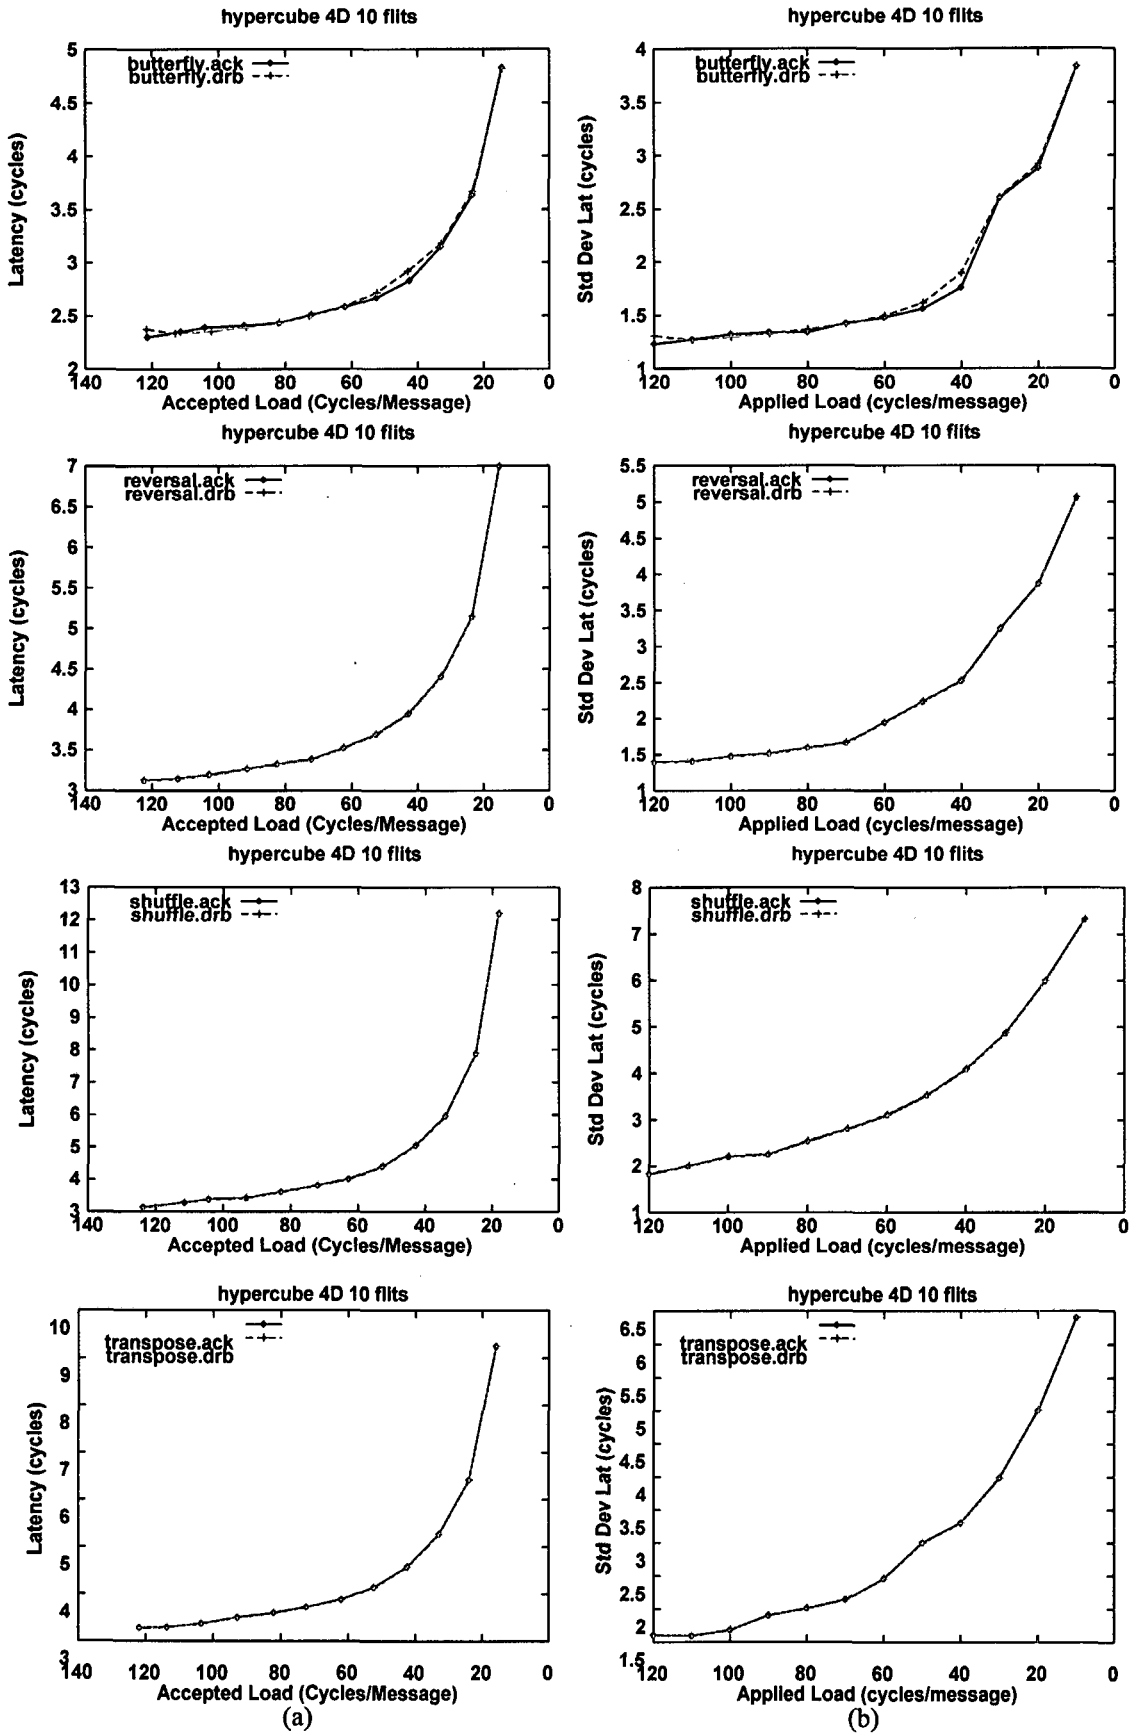 hypercube 4D 10 flits
5
4.5
4
3.5
3
2.5
2
butterfly.ack
butterfly.drb
Latency (cycles)
140 120 100 80 60 40 20 0
Accepted Load (Cycles/Message)
hypercube 4D 10 flits
4
3.5
3
2.5
2
1.5
1
butterfly.ack
butterfly.drb
Std Dev Lat (cycles)
120 100 80 60 40 20 0
Applied Load (cycles/message)
hypercube 4D 10 flits
7
6.5
6
5.5
5
4.5
4
3.5
3
reversal.ack
reversal.drb
Latency (cycles)
140 120 100 80 60 40 20 0
Accepted Load (Cycles/Message)
hypercube 4D 10 flits
5.5
5
4.5
4
3.5
3
2.5
2
1.5
1
reversal.ack
reversal.drb
Std Dev Lat (cycles)
120 100 80 60 40 20 0
Applied Load (cycles/message)
hypercube 4D 10 flits
13
12
11
10
9
8
7
6
5
4
3
shuffle.ack
shuffle.drb
Latency (cycles)
140 120 100 80 60 40 20 0
Accepted Load (Cycles/Message)
hypercube 4D 10 flits
8
7
6
5
4
3
2
1
shuffle.ack
shuffle.drb
Std Dev Lat (cycles)
120 100 80 60 40 20 0
Applied Load (cycles/message)
hypercube 4D 10 flits
10
9
8
7
6
5
4
3
transpose.ack
transpose.drb
Latency (cycles)
140 120 100 80 60 40 20 0
Accepted Load (Cycles/Message)
(a)
hypercube 4D 10 flits
6.5
6
5.5
5
4.5
4
3.5
3
2.5
2
1.5
transpose.ack
transpose.drb
Std Dev Lat (cycles)
120 100 80 60 40 20 0
Applied Load (cycles/message)
(b)